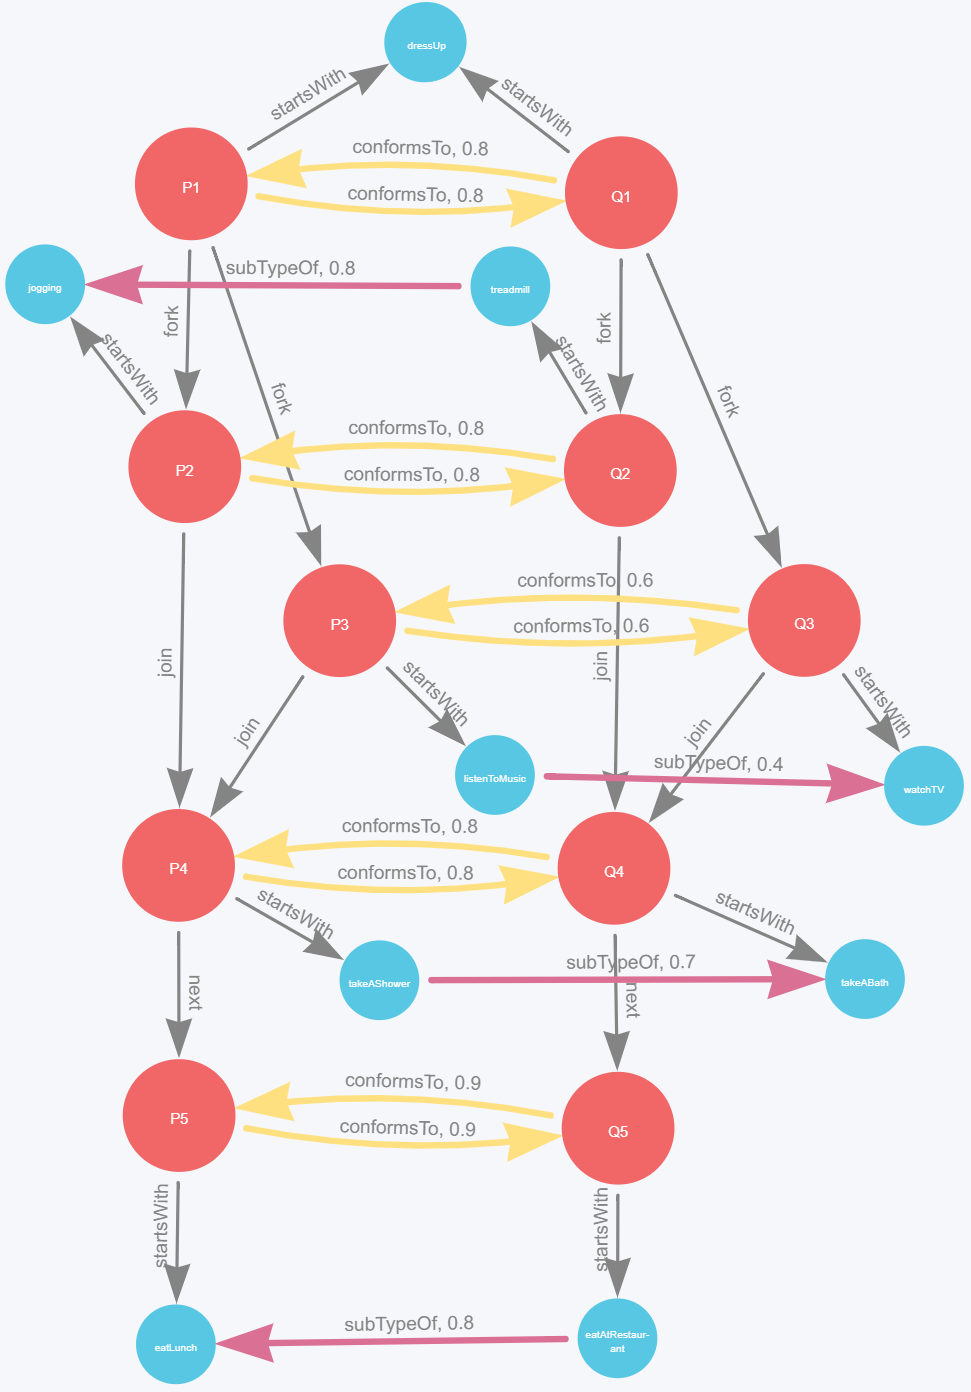 dressUp
startsWith
startsWith
conformsTo, 0.8
P1
Q1
conformsTo, 0.8
subTypeOf, 0.8
jogging
treadmill
fork
fork
startsWith
startsWith
fork
fork
conformsTo, 0.8
P2
Q2
conformsTo, 0.8
conformsTo, 0.6
P3
Q3
conformsTo, 0.6
join
join
startsWith
startsWith
join
join
subTypeOf, 0.4
listenToMusic
watchTV
conformsTo, 0.8
P4
Q4
conformsTo, 0.8
startsWith
startsWith
subTypeOf, 0.7
takeAShower
takeABath
next
next
conformsTo, 0.9
P5
Q5
conformsTo, 0.9
startsWith
startsWith
subTypeOf, 0.8
eatLunch
eatAtRestaur-
ant